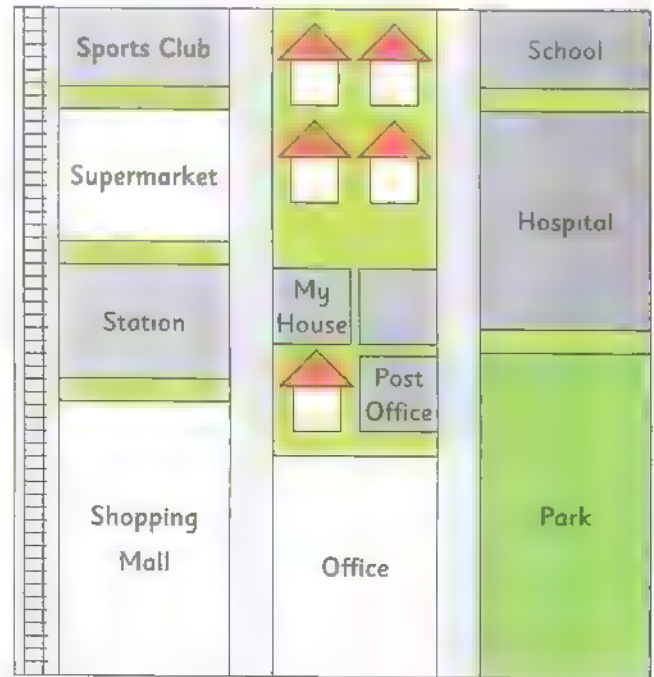 Sports Club
School
Supermarket
Hospital
My
House
Station
Post
Office
Shopping
Mall
Office
Park